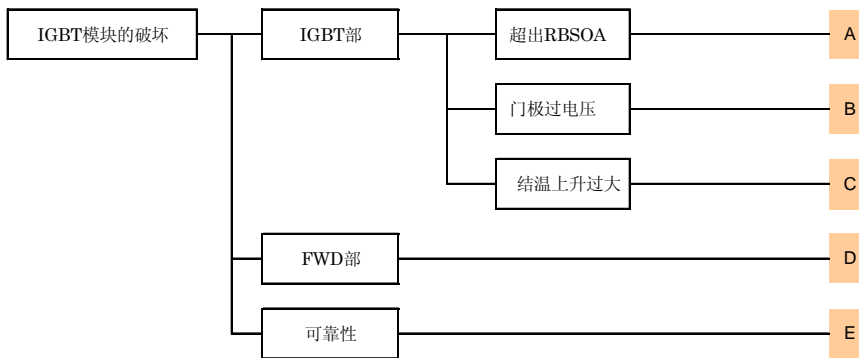 IGBT模块的破坏
IGBT部
超出RBSOA
A
门极过电压
B
结温上升过大
C
FWD部
D
可靠性
E